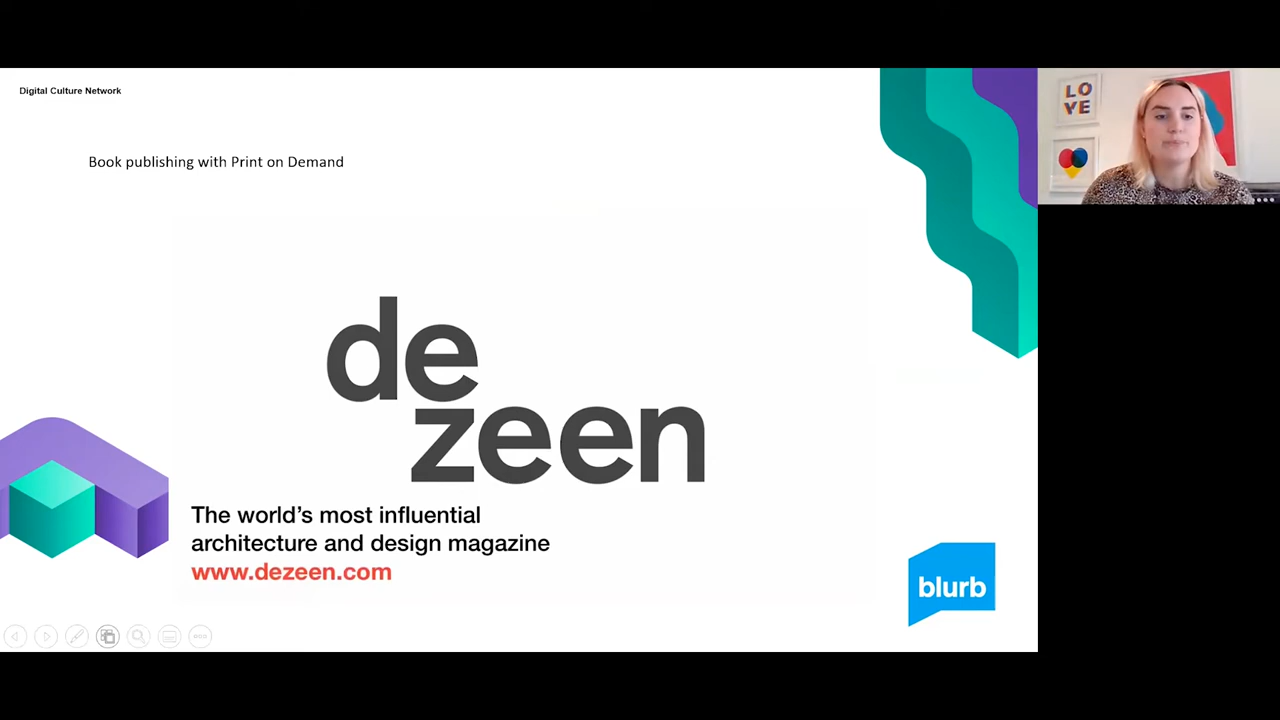 Digital Culture Network
Book publishing with Print on Demand
LO
VE
de
zeen
The world's most influential
architecture and design magazine
www.dezeen.com
blurb